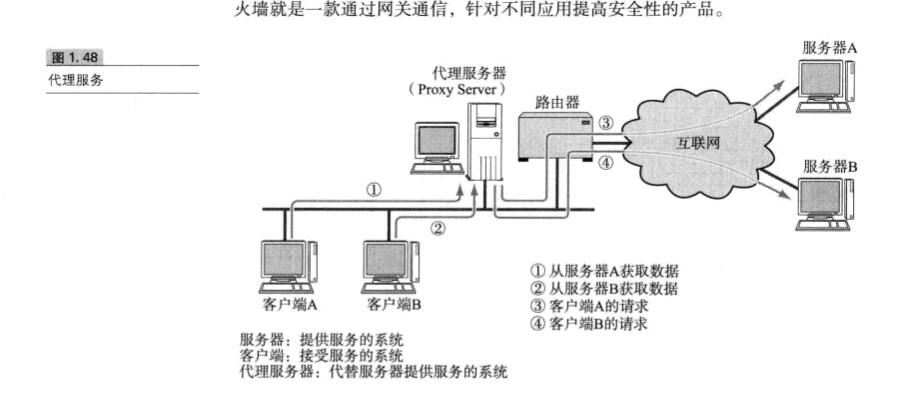 火墙就是一款通过网关通信，针对不同应用提高安全性的产品。
图 1.48
代理服务
服务器A
代理服务器
（Proxy Server）
路由器
③
互联网
④
服务器B
①
②
客户端A
客户端B
① 从服务器A获取数据
② 从服务器B获取数据
③ 客户端A的请求
④ 客户端B的请求
服务器：提供服务的系统
客户端：接受服务的系统
代理服务器：代替服务器提供服务的系统